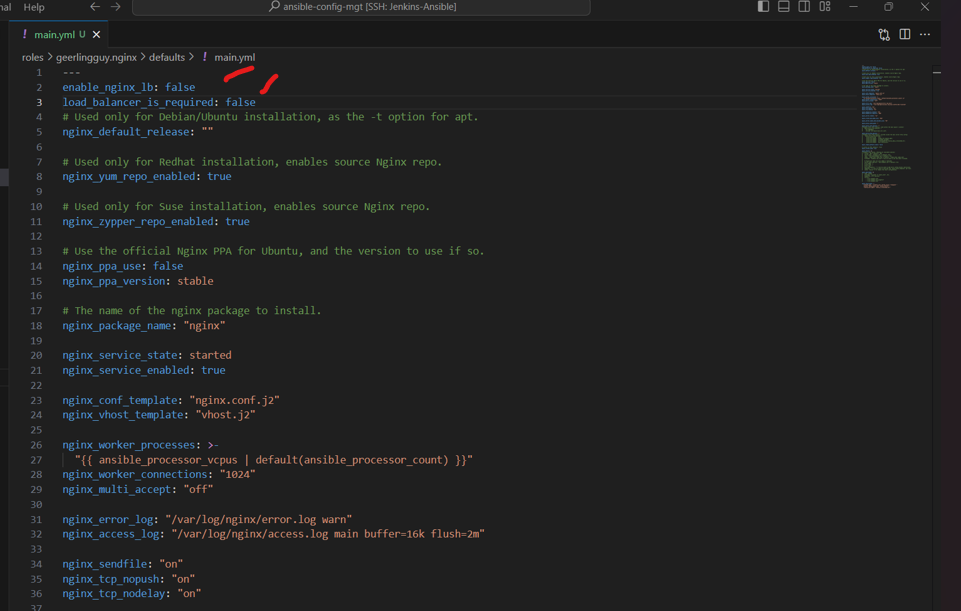 nal Help ansible-config-mgt [SSH: Jenkins-Ansible]
! main.yml U
roles > geerlingguy.nginx > defaults > ! main.yml
1 ---
2 enable_nginx_lb: false
3 load_balancer_is_required: false
4 # Used only for Debian/Ubuntu installation, as the -t option for apt.
5 nginx_default_release: ""
6
7 # Used only for Redhat installation, enables source Nginx repo.
8 nginx_yum_repo_enabled: true
9
10 # Used only for Suse installation, enables source Nginx repo.
11 nginx_zypper_repo_enabled: true
12
13 # Use the official Nginx PPA for Ubuntu, and the version to use if so.
14 nginx_ppa_use: false
15 nginx_ppa_version: stable
16
17 # The name of the nginx package to install.
18 nginx_package_name: "nginx"
19
20 nginx_service_state: started
21 nginx_service_enabled: true
22
23 nginx_conf_template: "nginx.conf.j2"
24 nginx_vhost_template: "vhost.j2"
25
26 nginx_worker_processes: >-
27 "{{ ansible_processor_vcpus | default(ansible_processor_count) }}"
28 nginx_worker_connections: "1024"
29 nginx_multi_accept: "off"
30
31 nginx_error_log: "/var/log/nginx/error.log warn"
32 nginx_access_log: "/var/log/nginx/access.log main buffer=16k flush=2m"
33
34 nginx_sendfile: "on"
35 nginx_tcp_nopush: "on"
36 nginx_tcp_nodelay: "on"
37